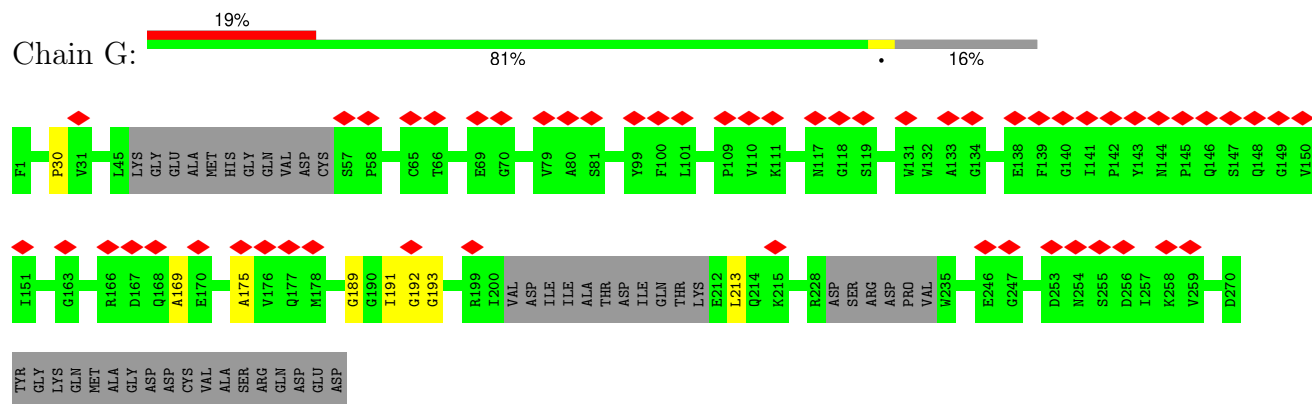 19%
Chain G:
81% • 16%
F1 P30 V31 L45 LYS GLY GLU ALA MET HIS GLY GLN VAL ASP CYS S57 P58 C65 T66 E69 G70 V79 A80 S81 Y99 F100 L101 P109 V110 K111 N117 G118 S119 W131 W132 A133 G134 E138 F139 G140 I141 P142 Y143 N144 P145 Q146 S147 Q148 G149 V150
I151 G163 R166 D167 Q168 A169 E170 A175 V176 Q177 M178 G189 G190 I191 G192 G193 R199 I200 VAL ASP ILE ILE ALA THR ASP ILE GLN THR LYS E212 L213 Q214 K215 R228 ASP SER ARG ASP PRO VAL W235 E246 G247 D253 N254 S255 D256 I257 K258 V259 D270
TYR GLY LYS GLN MET ALA GLY ASP ASP CYS VAL ALA SER ARG GLN ASP GLU ASP